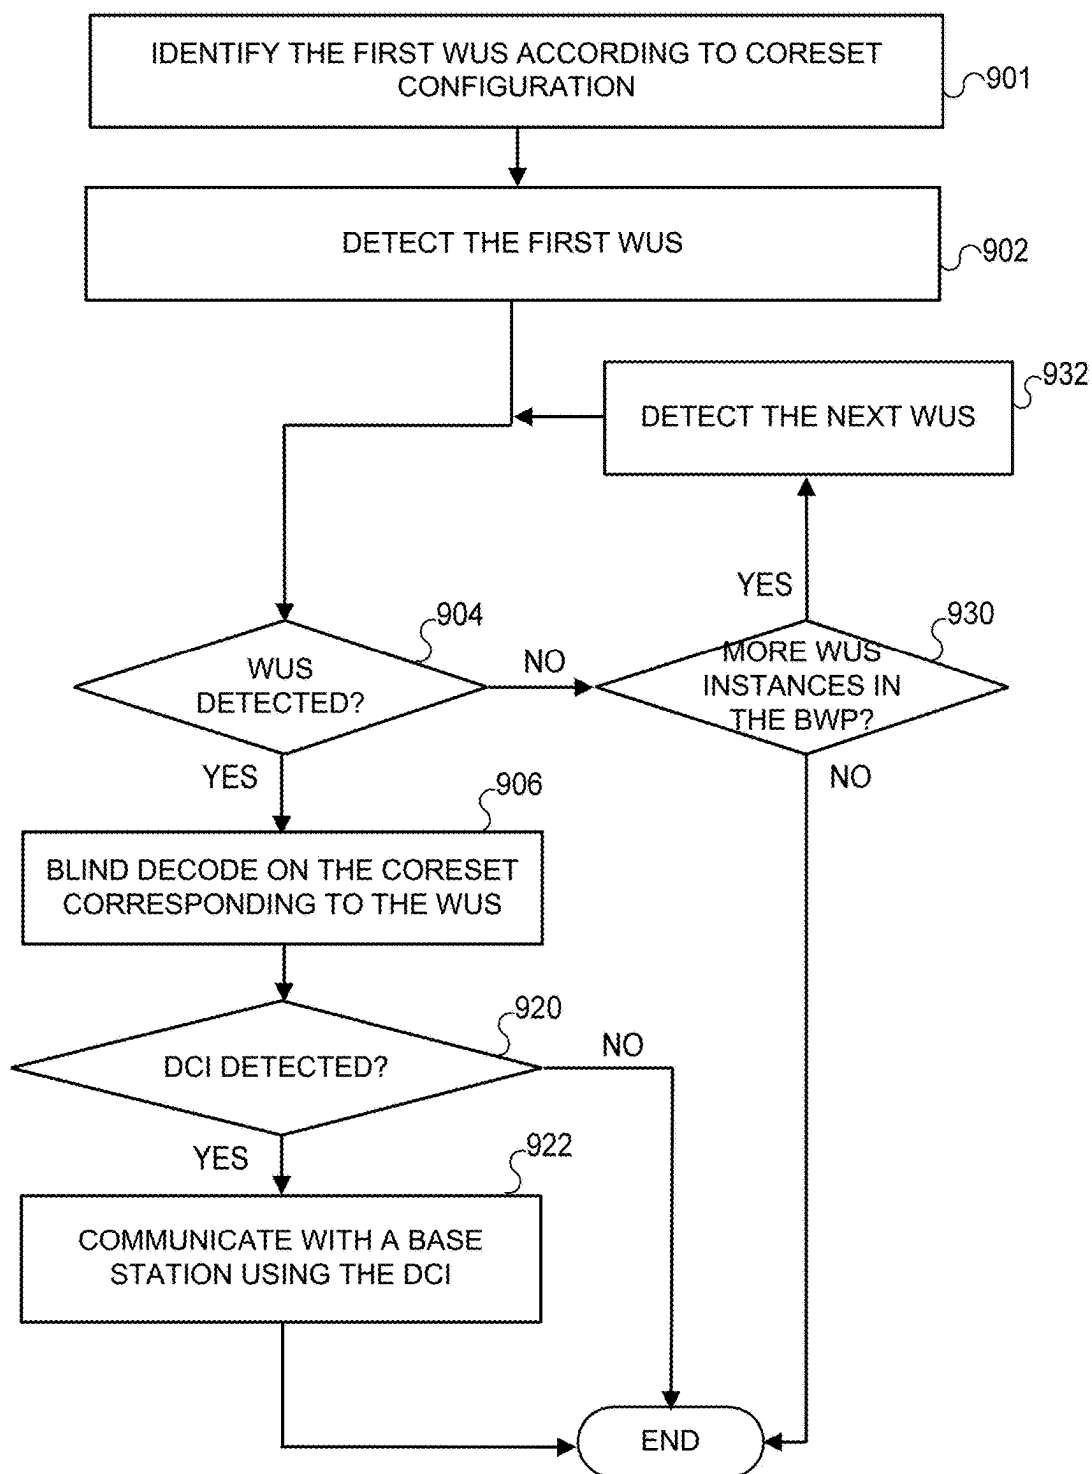 IDENTIFY THE FIRST WUS ACCORDING TO CORESET
CONFIGURATION
901
DETECT THE FIRST WUS
902
932
DETECT THE NEXT WUS
YES
904
930
WUS
DETECTED?
NO
MORE WUS
INSTANCES IN
THE BWP?
YES
NO
906
BLIND DECODE ON THE CORESET
CORRESPONDING TO THE WUS
920
DCI DETECTED?
NO
YES
922
COMMUNICATE WITH A BASE
STATION USING THE DCI
END